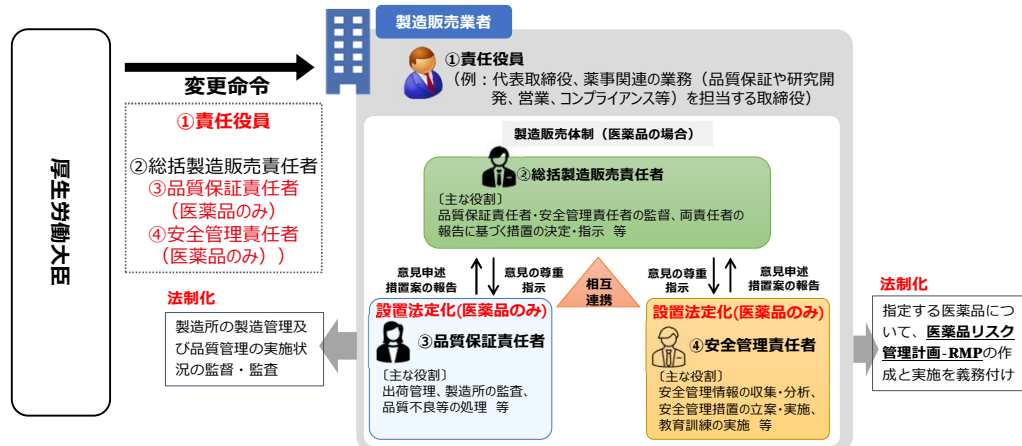 厚生労働大臣
変更命令
①責任役員
②総括製造販売責任者
③品質保証責任者
(医薬品のみ)
④安全管理責任者
(医薬品のみ)）
製造販売業者
①責任役員
（例：代表取締役、薬事関連の業務（品質保証や研究開
発、営業、コンプライアンス等）を担当する取締役）
製造販売体制（医薬品の場合）
②総括製造販売責任者
〔主な役割〕
品質保証責任者・安全管理責任者の監督、両責任者の
報告に基づく措置の決定・指示　等
意見申述
措置案の報告
意見の尊重
指示
相互
連携
意見の尊重
指示
意見申述
措置案の報告
法制化
製造所の製造管理及
び品質管理の実施状
況の監督・監査
設置法定化(医薬品のみ)
③品質保証責任者
〔主な役割〕
出荷管理、製造所の監査、
品質不良等の処理　等
設置法定化(医薬品のみ)
④安全管理責任者
〔主な役割〕
安全管理情報の収集・分析、
安全管理措置の立案・実施、
教育訓練の実施　等
法制化
指定する医薬品につ
いて、医薬品リスク
管理計画-RMPの作
成と実施を義務付け